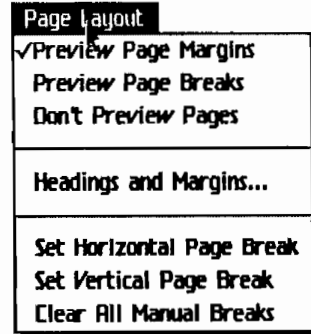 Page Layout
✓Preview Page Margins
Preview Page Breaks
Don't Preview Pages
Headings and Margins...
Set Horizontal Page Break
Set Vertical Page Break
Clear All Manual Breaks